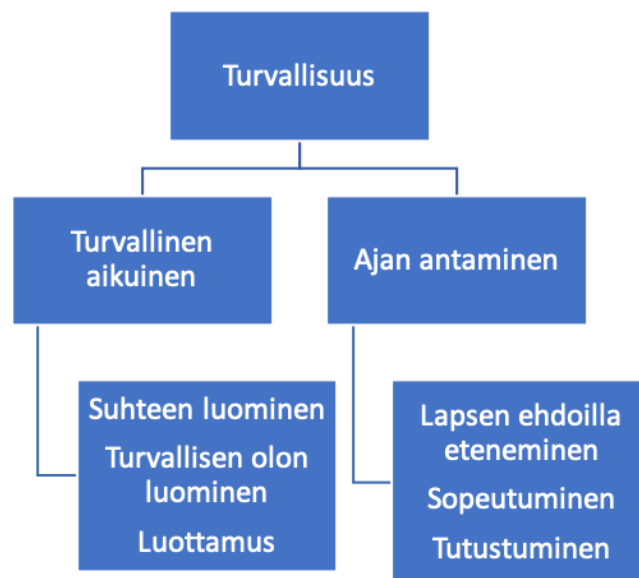 Turvallisuus
Turvallinen
aikuinen
Ajan antaminen
Suhteen luominen
Turvallisen olon
luominen
Luottamus
Lapsen ehdoilla
eteneminen
Sopeutuminen
Tutustuminen